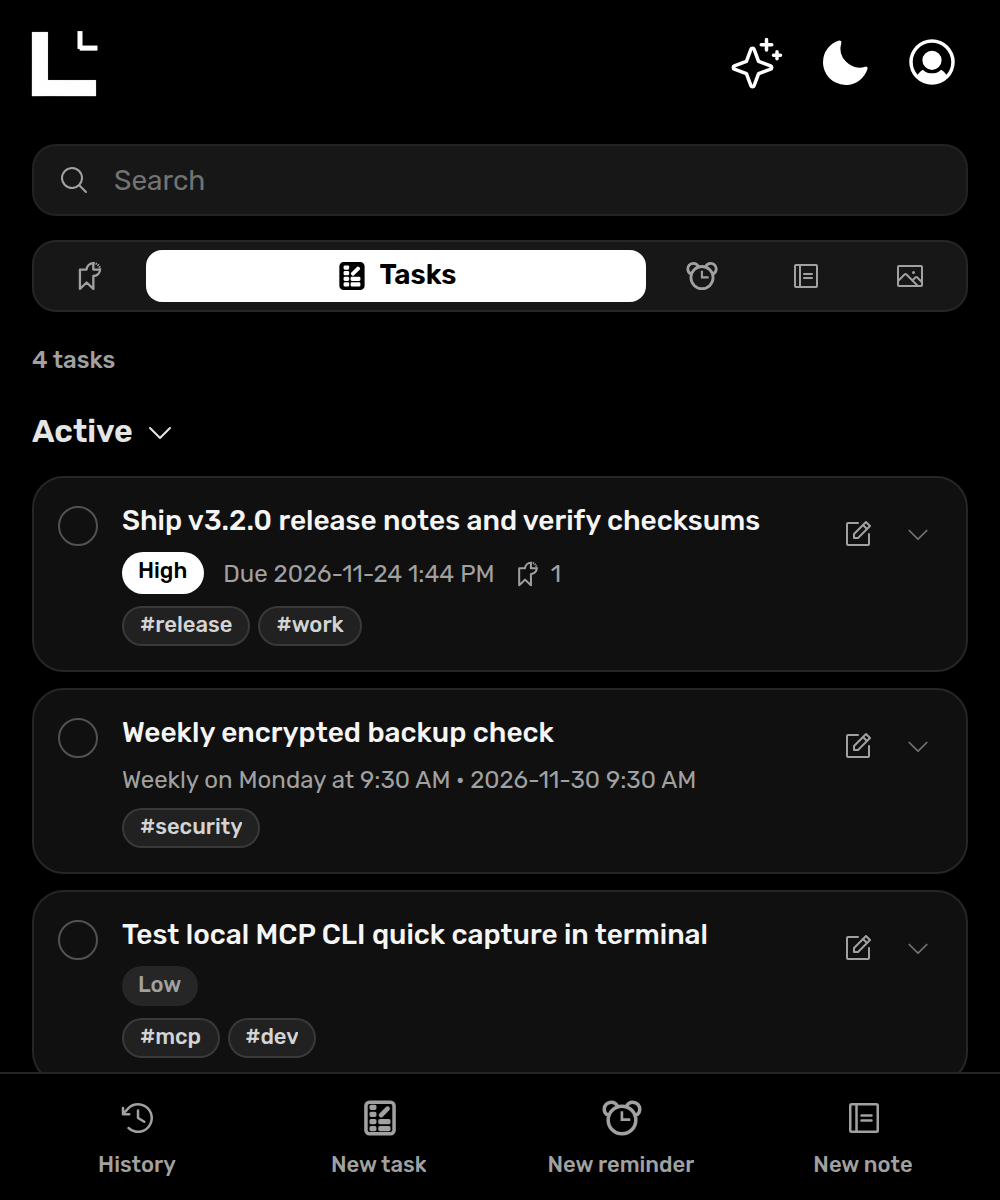 Search
Tasks
4 tasks
Active
Ship v3.2.0 release notes and verify checksums
High Due 2026-11-24 1:44 PM 1
#release #work
Weekly encrypted backup check
Weekly on Monday at 9:30 AM • 2026-11-30 9:30 AM
#security
Test local MCP CLI quick capture in terminal
Low
#mcp #dev
History New task New reminder New note